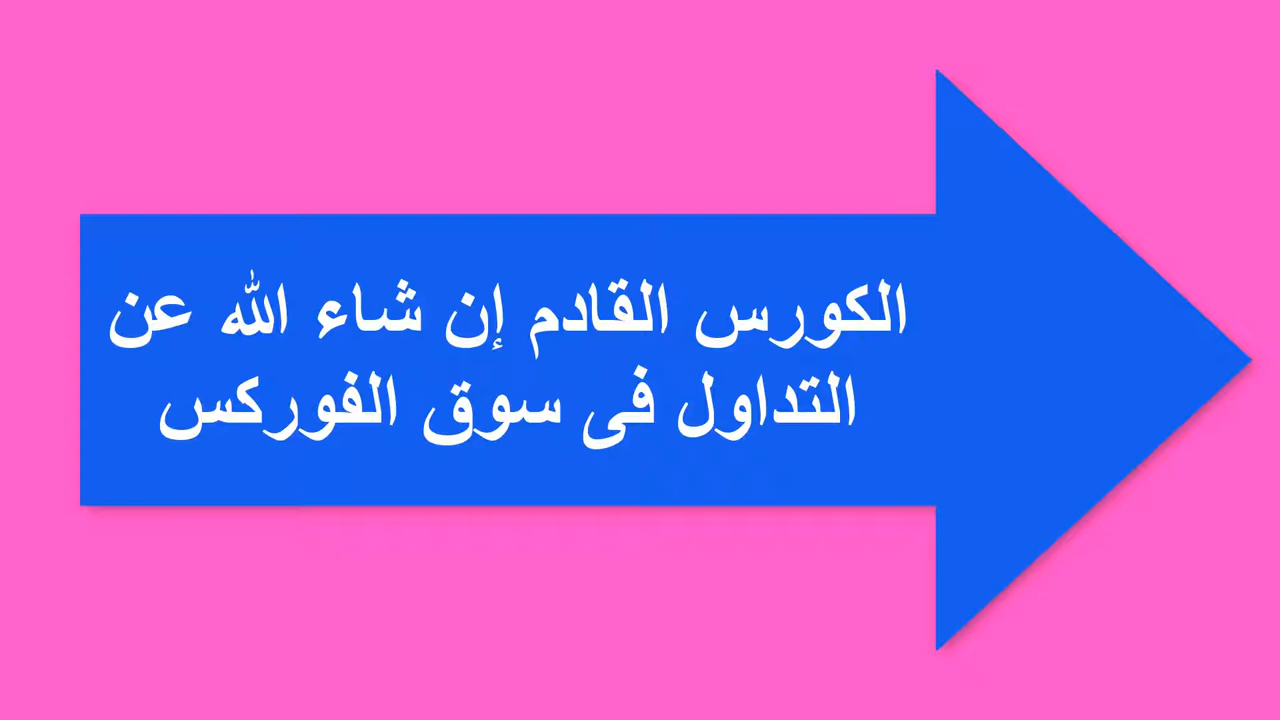 الكورس القادم إن شاء الله عن
التداول فى سوق الفوركس